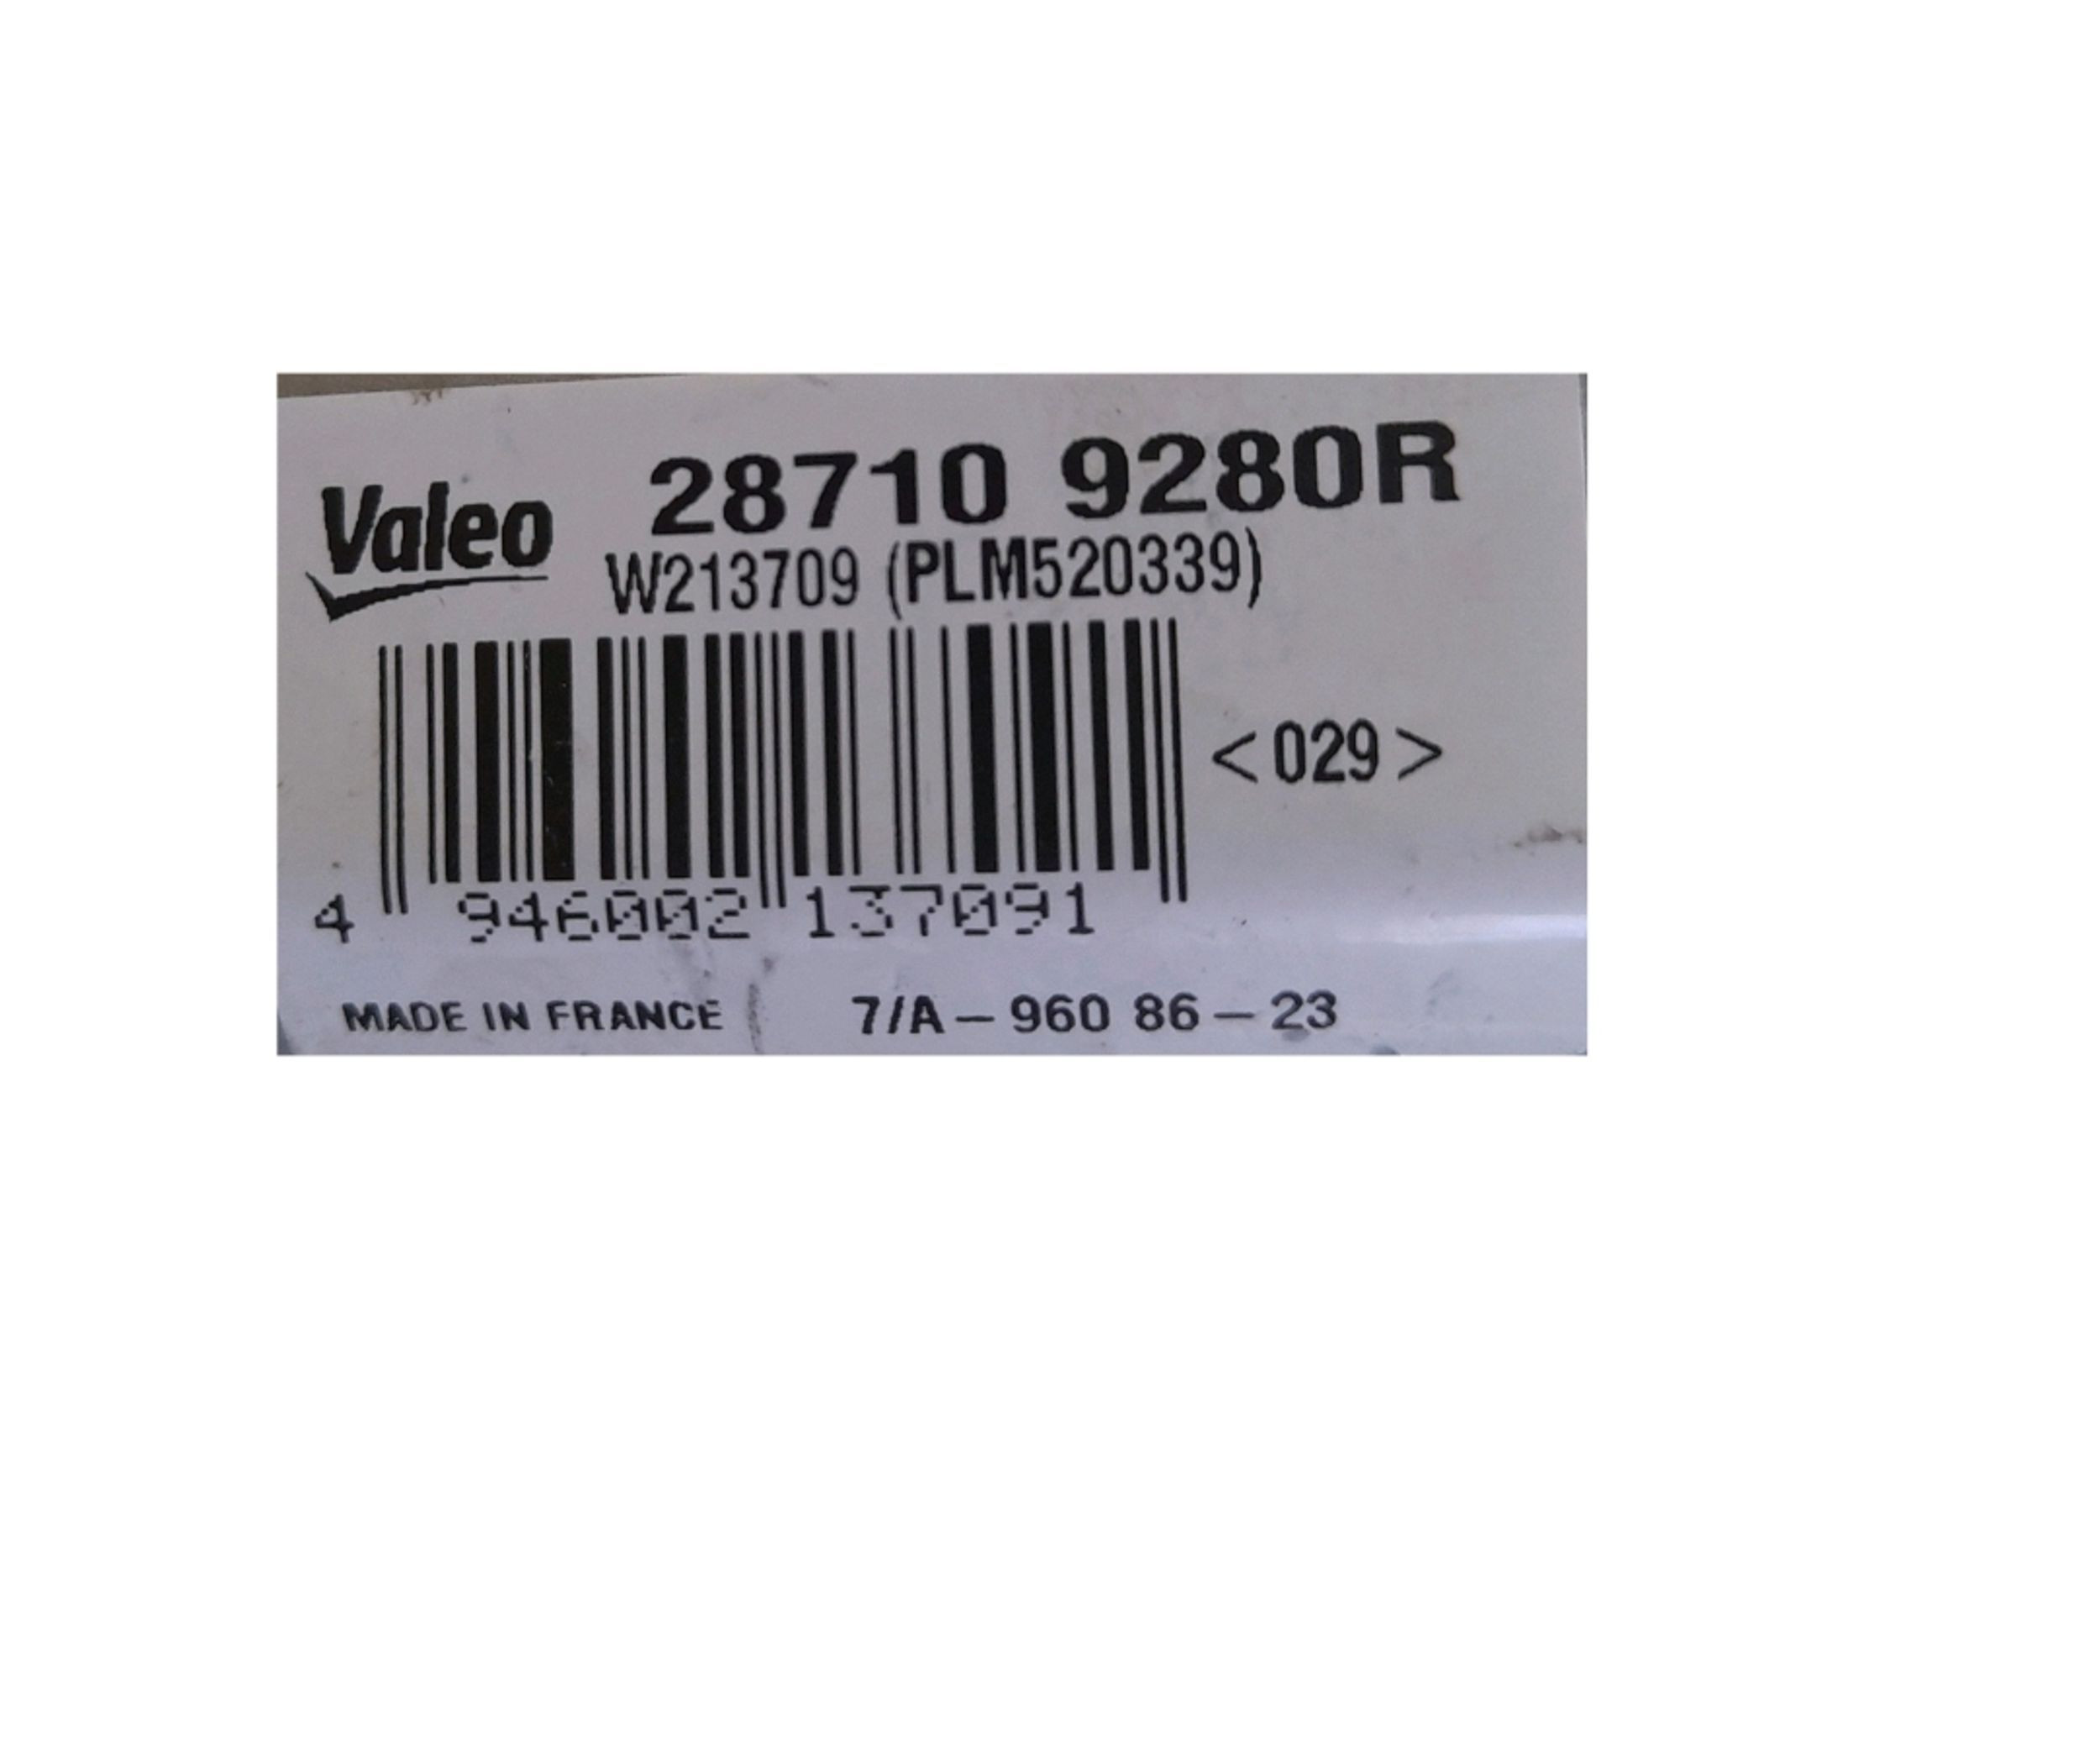 Valeo 28710 9280R
W213709 (PLM520339)
<029>
4 946002 137091
MADE IN FRANCE 7/A-960 86-23